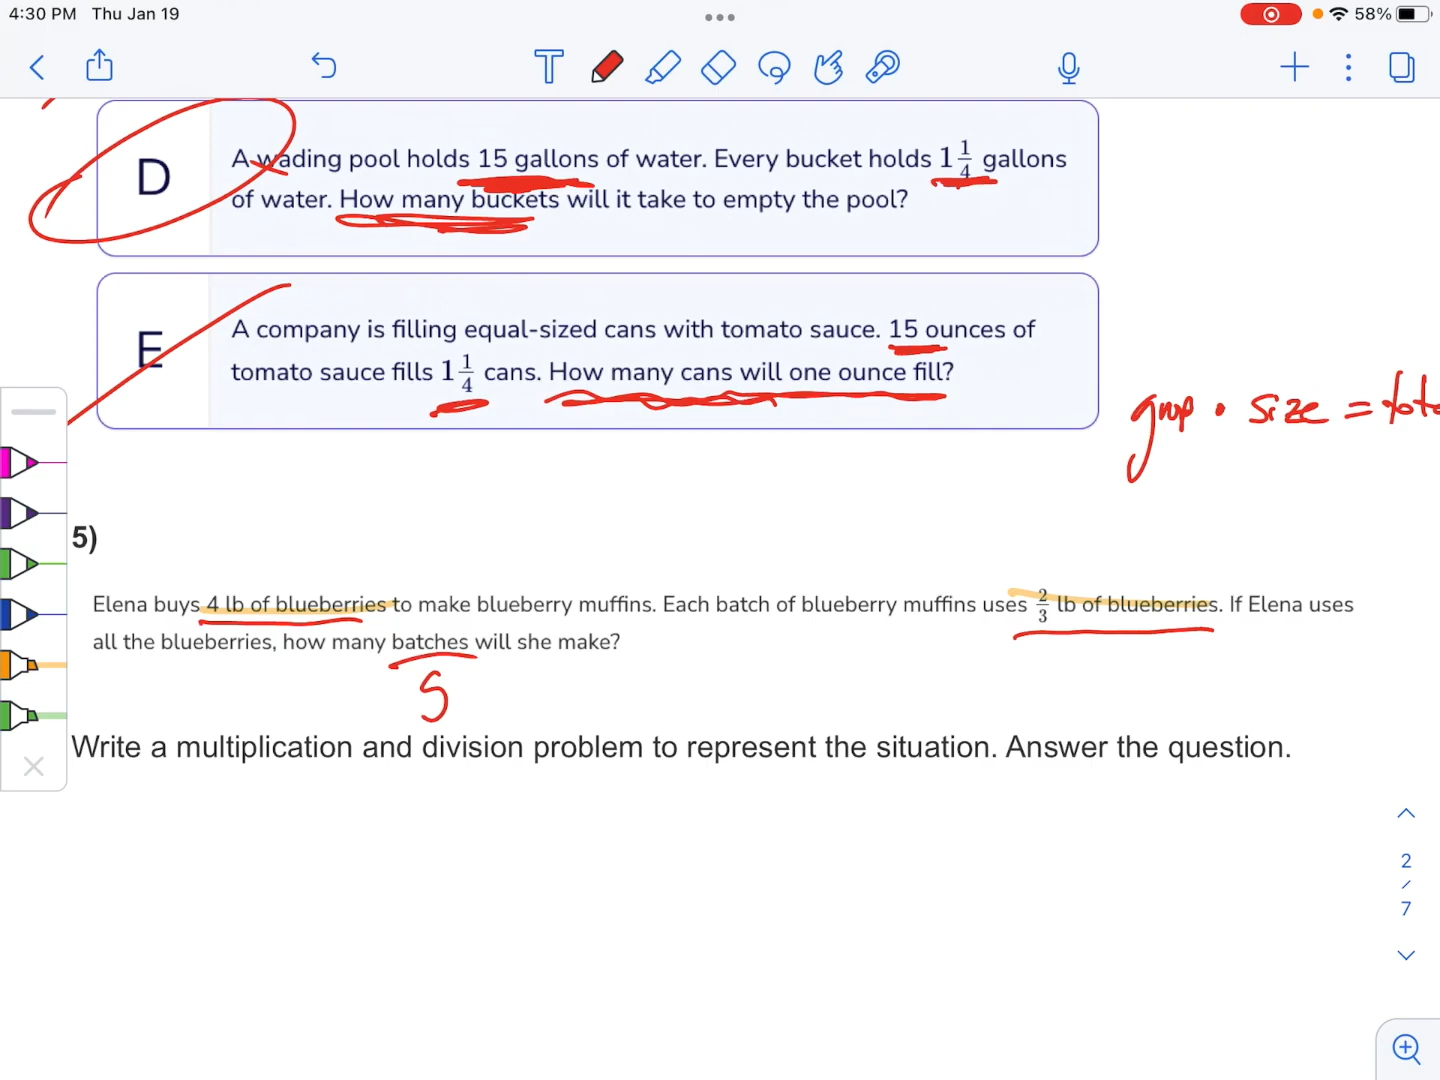 4:30 PM Thu Jan 19
58%
D
A wading pool holds 15 gallons of water. Every bucket holds 1 1/4 gallons
of water. How many buckets will it take to empty the pool?
E
A company is filling equal-sized cans with tomato sauce. 15 ounces of
tomato sauce fills 1 1/4 cans. How many cans will one ounce fill?
group • size = tota
5)
Elena buys 4 lb of blueberries to make blueberry muffins. Each batch of blueberry muffins uses 2/3 lb of blueberries. If Elena uses
all the blueberries, how many batches will she make?
S
Write a multiplication and division problem to represent the situation. Answer the question.
2
/
7